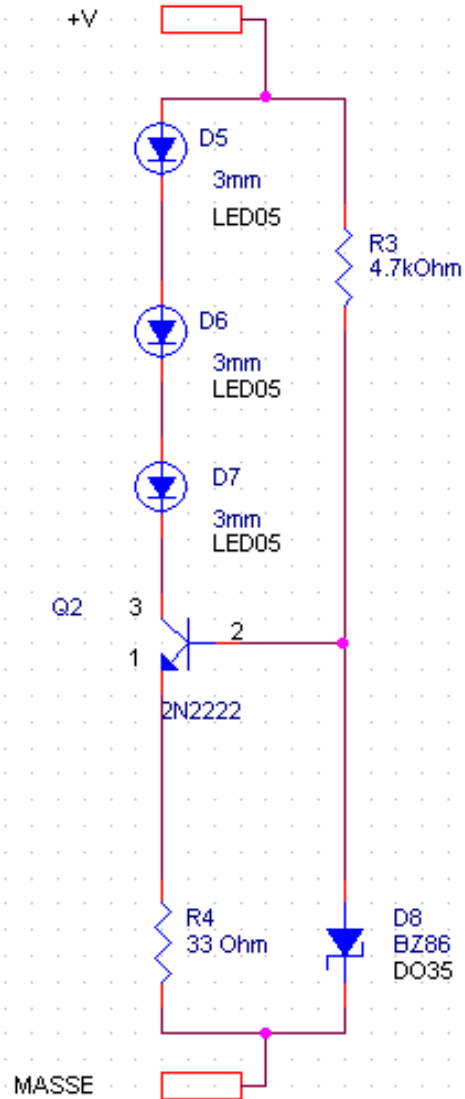 +V
D5
3mm
LED05
R3
4.7kOhm
D6
3mm
LED05
D7
3mm
LED05
Q2
3
2
1
2N2222
R4
33 Ohm
D8
BZ86
DO35
MASSE